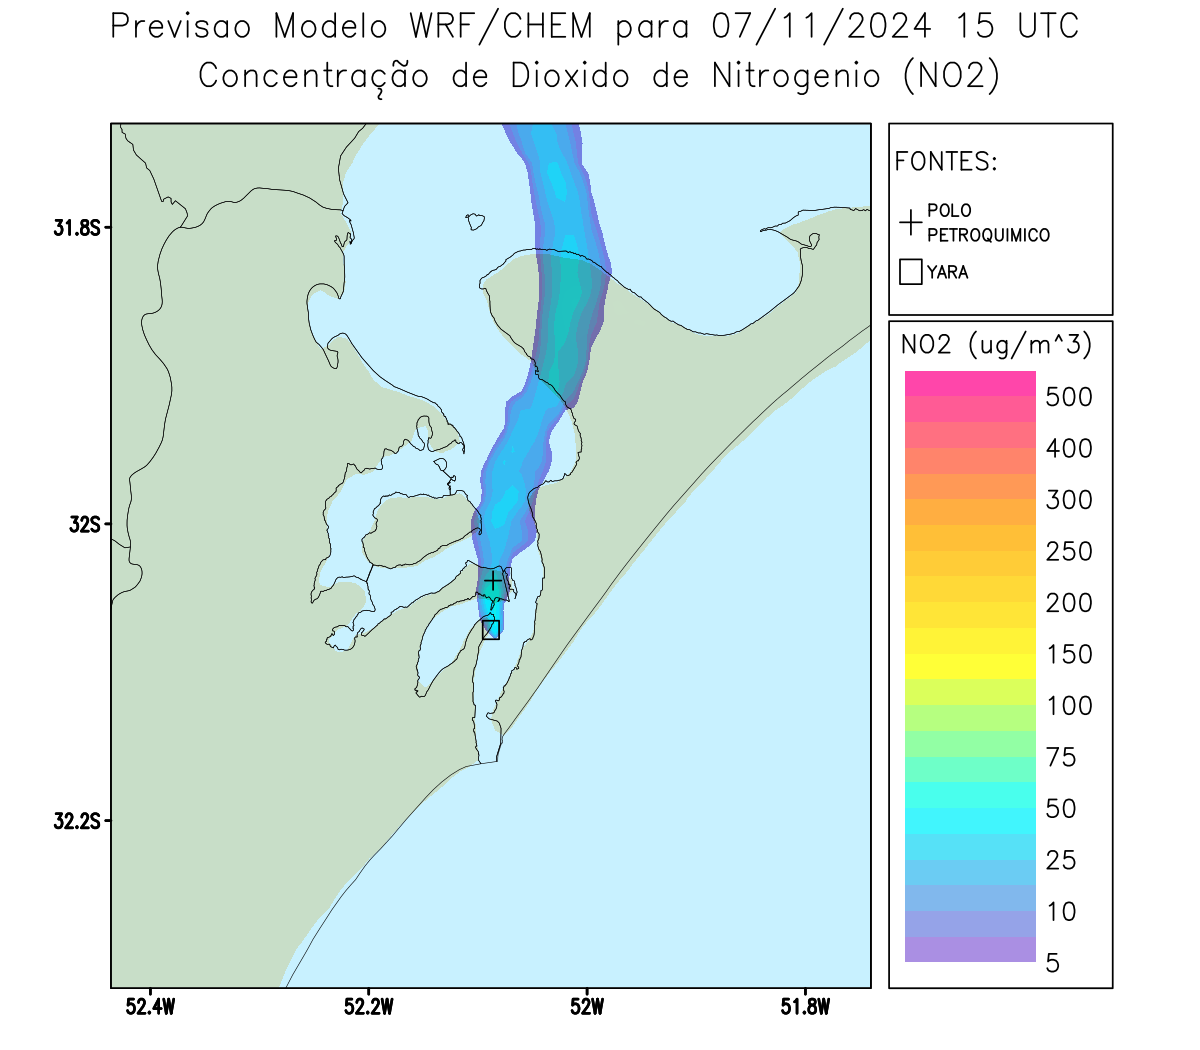 Previsao Modelo WRF/CHEM para 07/11/2024 15 UTC
Concentração de Dioxido de Nitrogenio (NO2)
FONTES:
POLO
PETROQUIMICO
YARA
31.8S
32S
32.2S
52.4W
52.2W
52W
51.8W
NO2 (ug/m^3)
500
400
300
250
200
150
100
75
50
25
10
5